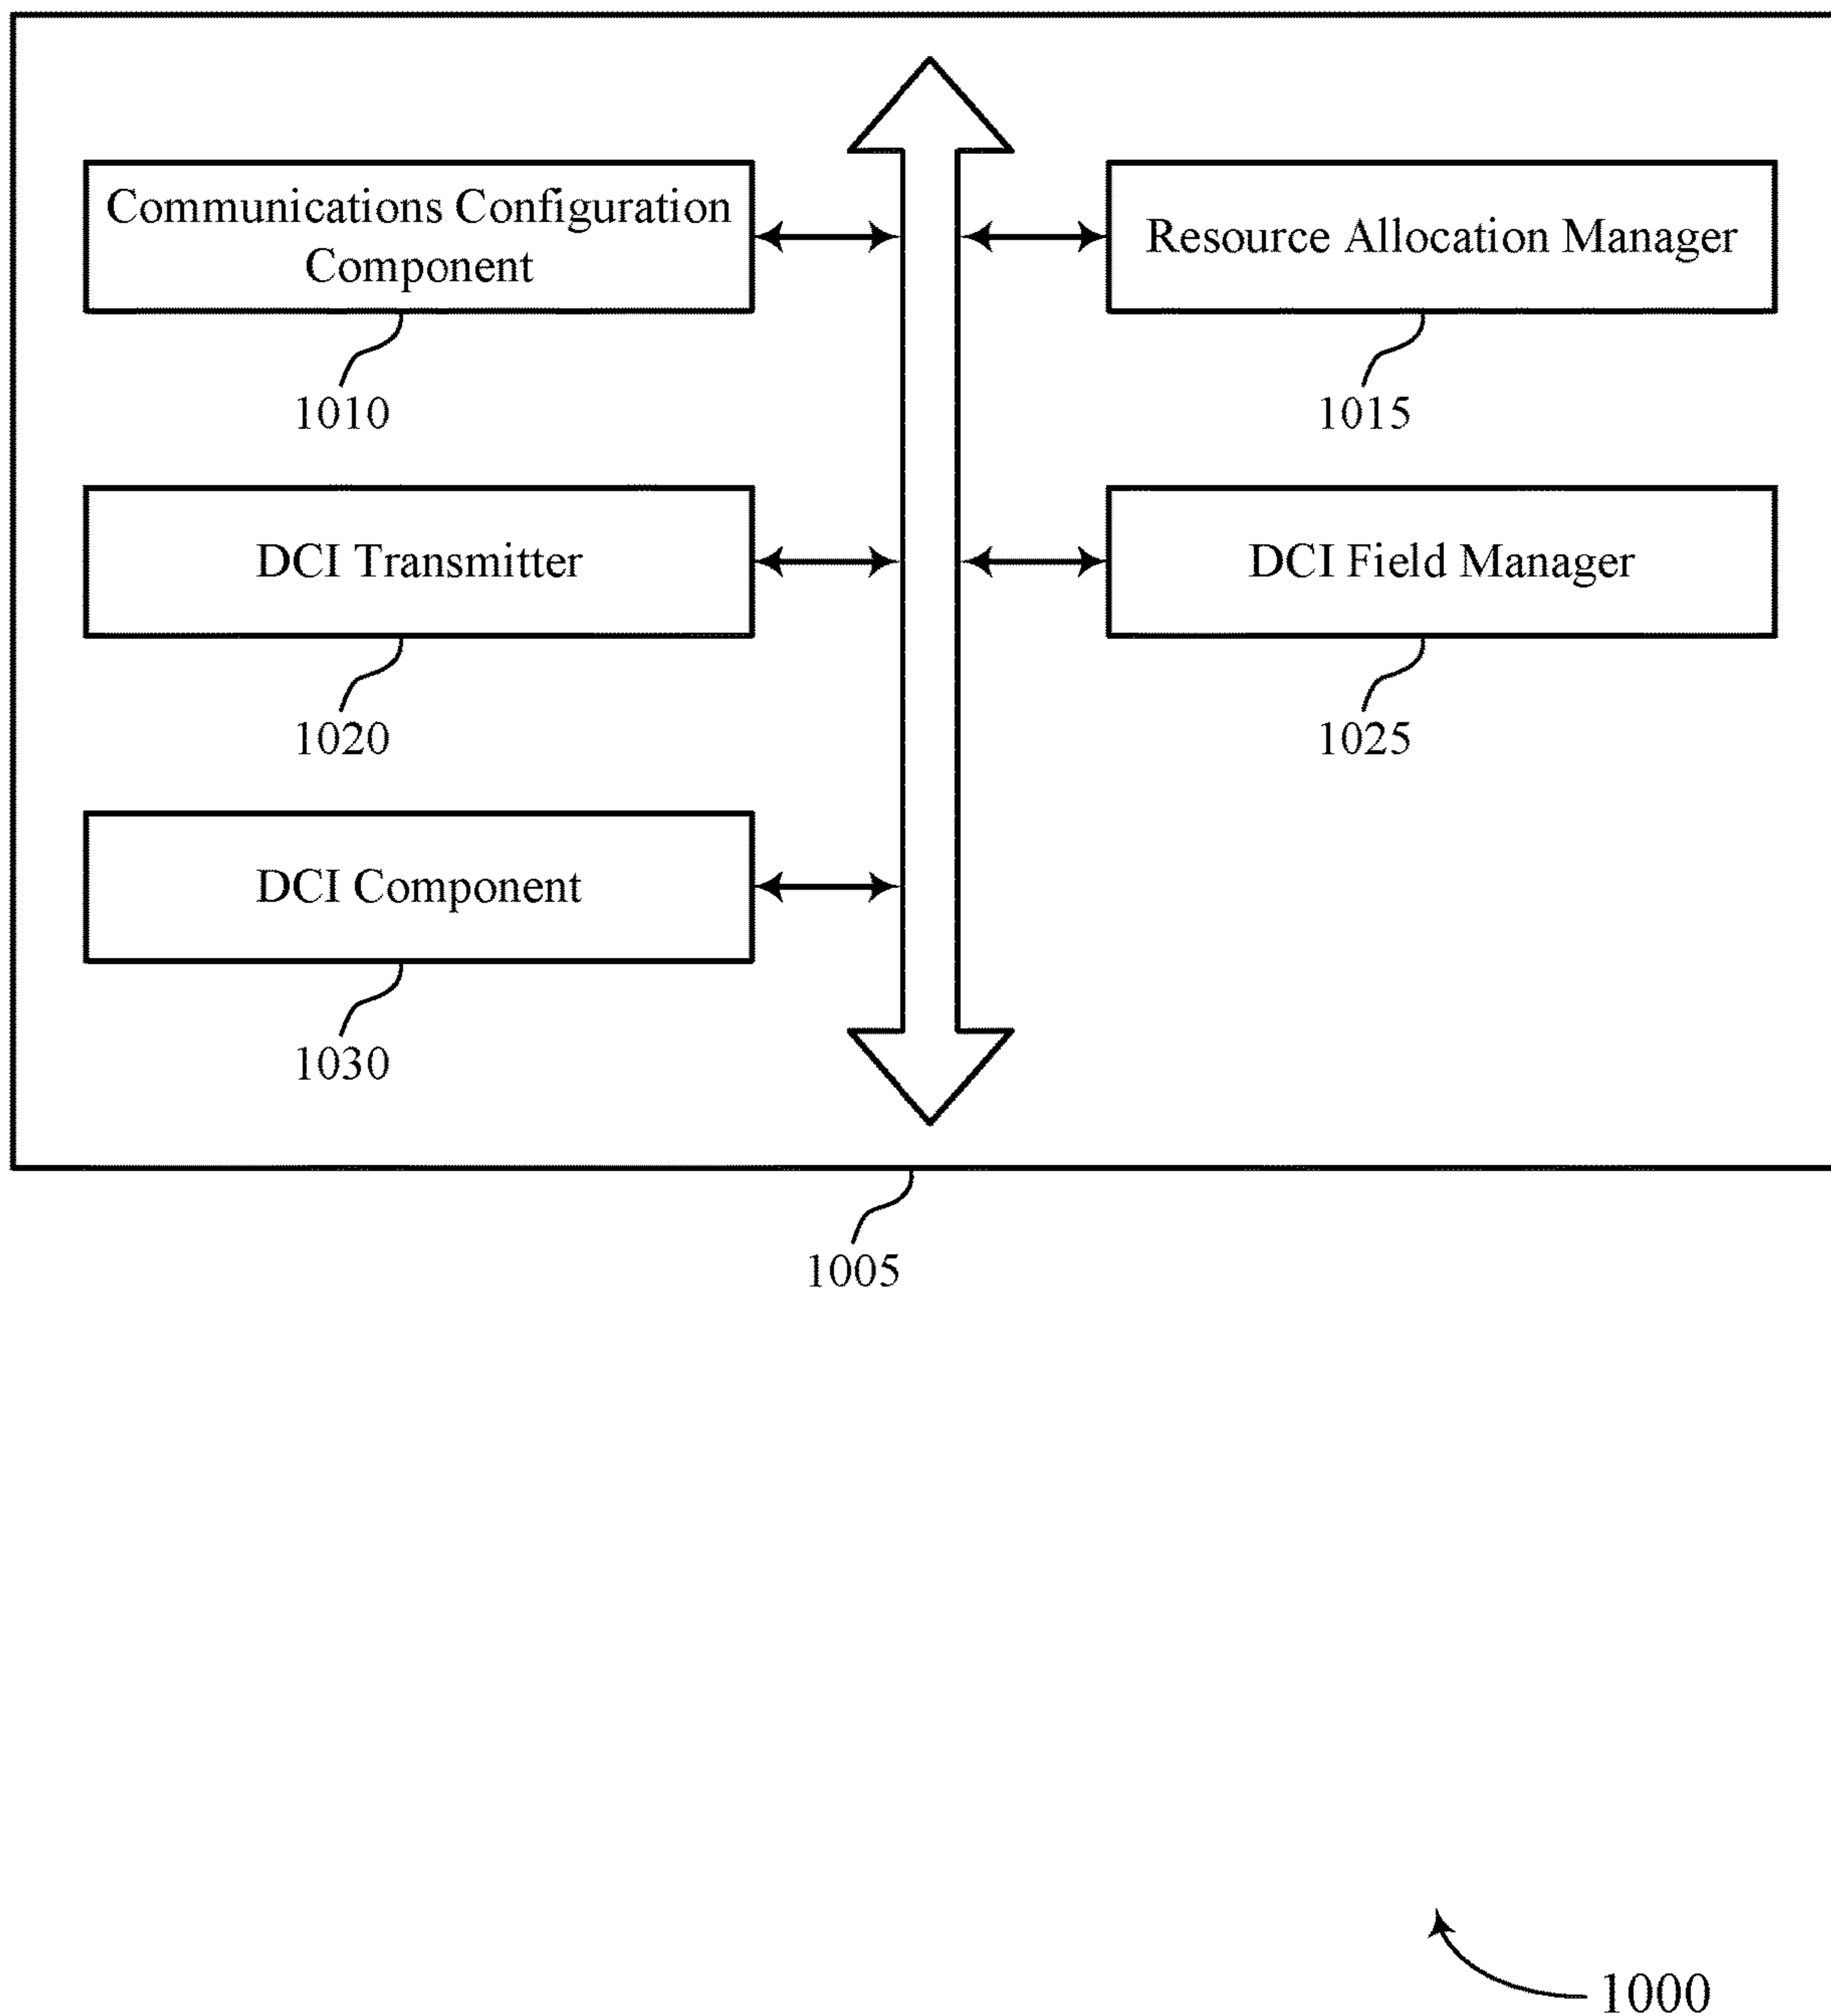 Communications Configuration
Component
1010
Resource Allocation Manager
1015
DCI Transmitter
1020
DCI Field Manager
1025
DCI Component
1030
1005
1000